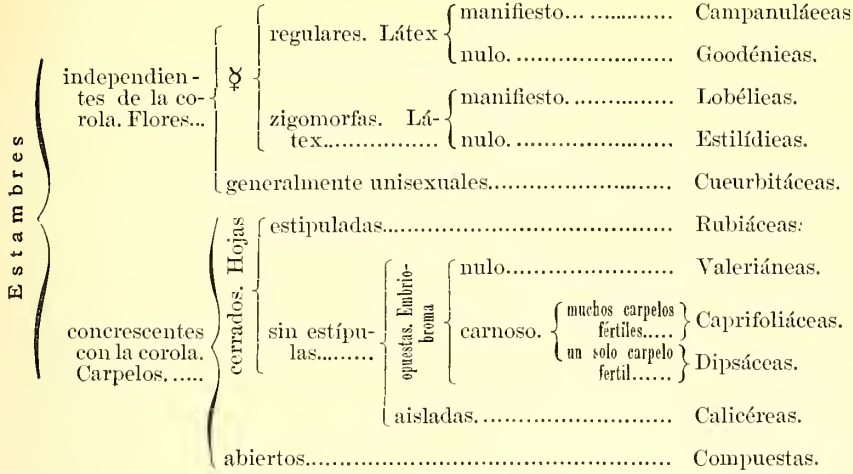 manifiesto... .............. Campanuláeeas
regulares. Látex
nulo. ........................ Goodénieas.
independien-
tes de la co-
rola. Flores...
☿
manifiesto. ............... Lobélieas.
zigomorfas. Lá-
tex.................
nulo. ........................ Estilídieas.
generalmente unisexuales........................... Cueurbitáceas.
Estambres
estipuladas.............................................. Rubiáceas:
cerrados. Hojas
nulo......................... Valeriáneas.
opuestas. Embrio-
broma
concrescentes
con la corola.
Carpelos. .....
sin estípu-
las.........
carnoso.
muchos carpelos
fértiles..... Caprifoliáceas.
un solo carpelo
fertil...... Dipsáceas.
aisladas. ............................ Calicéreas.
abiertos...................................................... Compuestas.